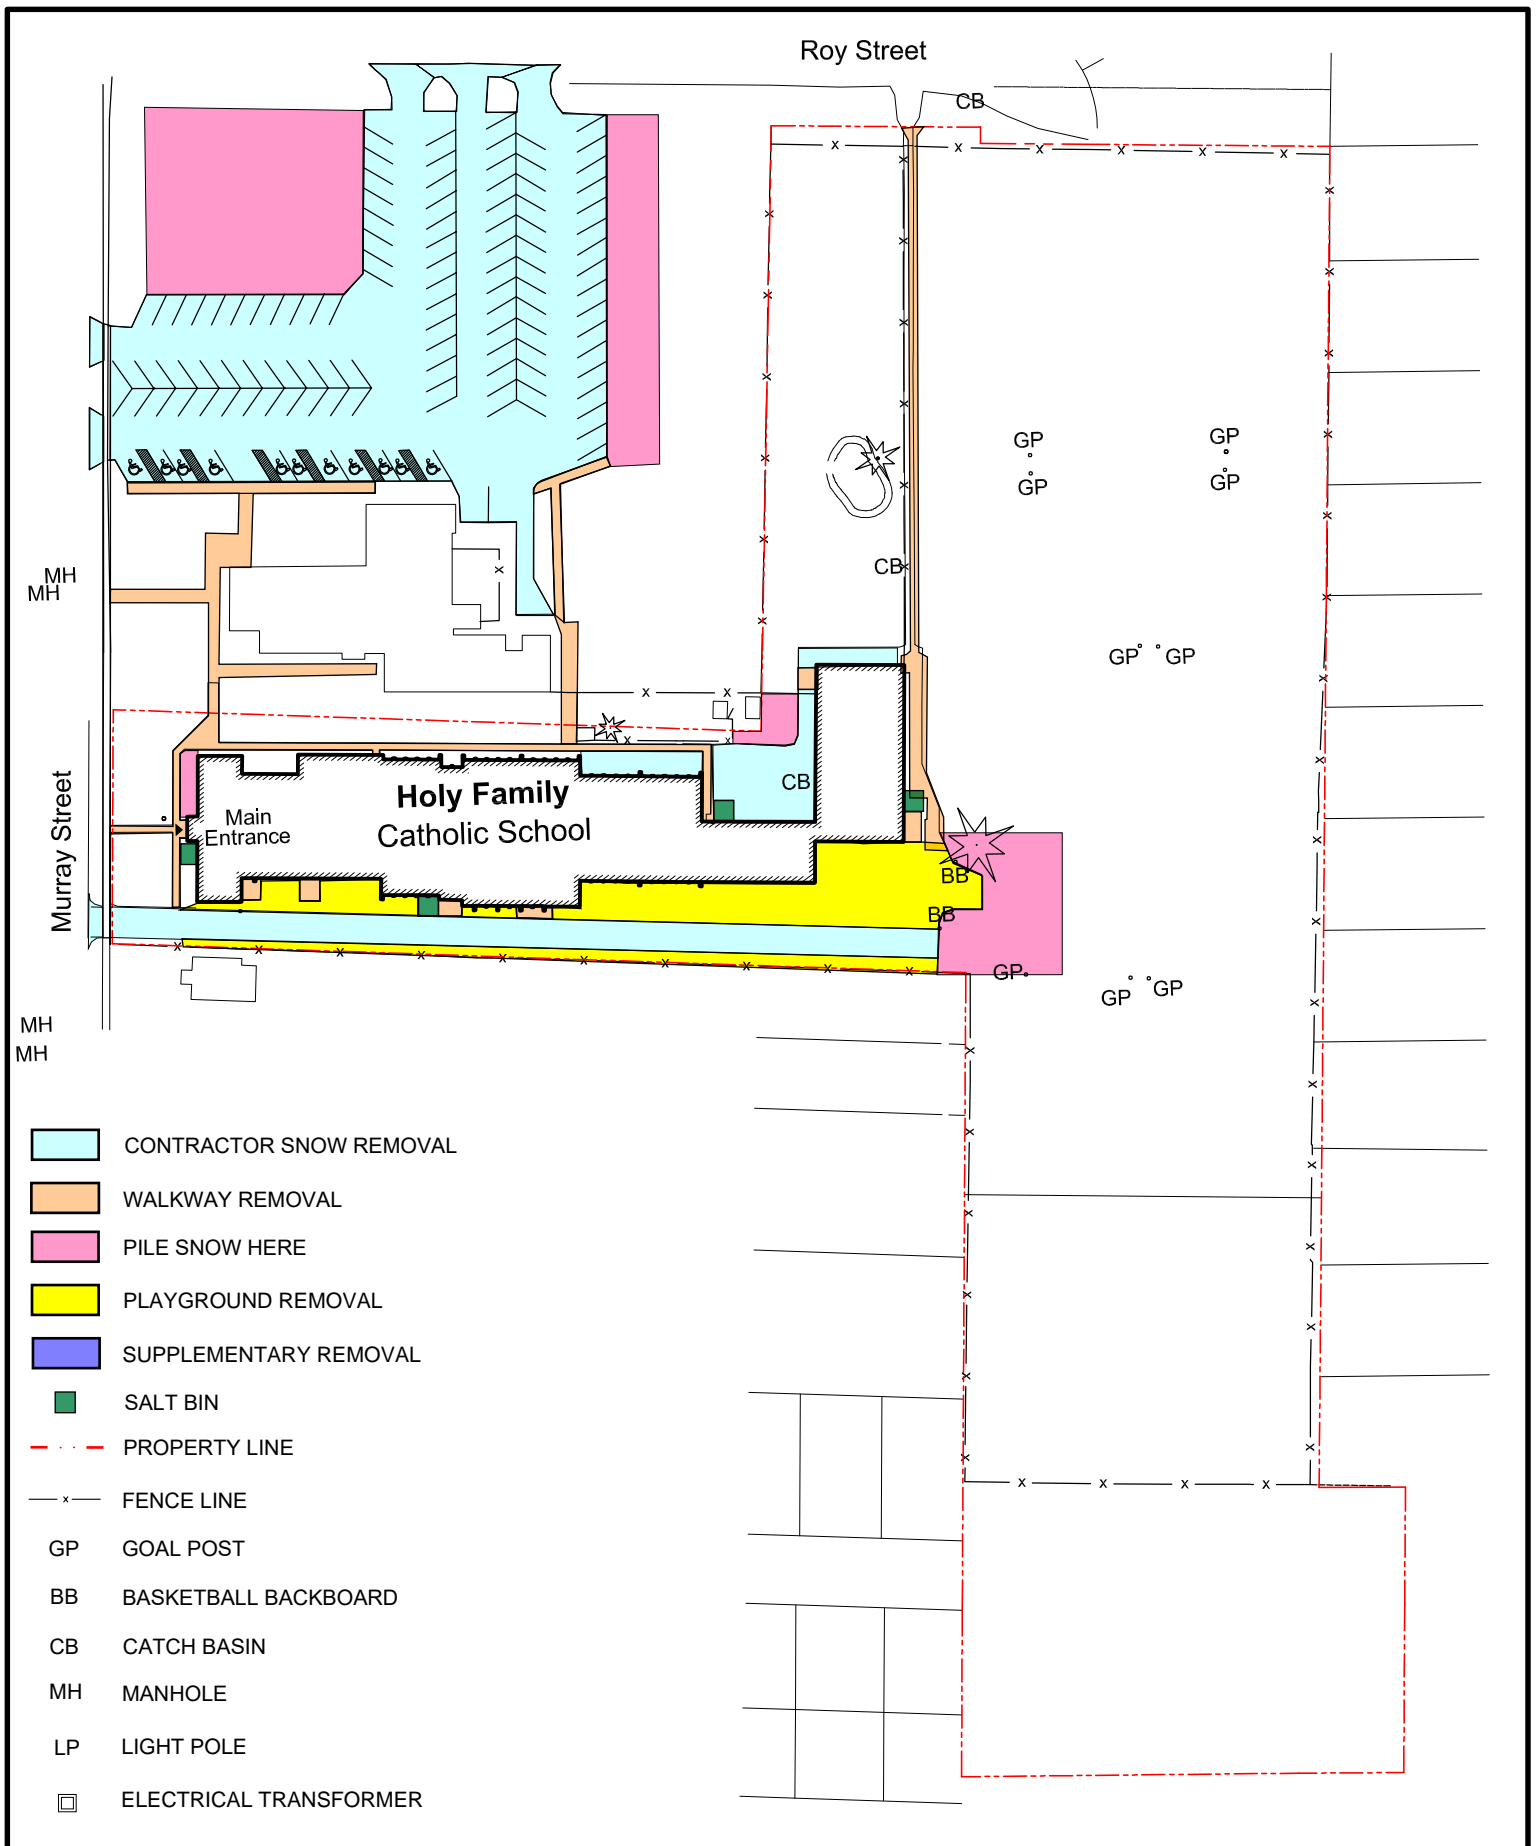 Roy Street
CB
GP
GP
GP
GP
CB
MH
MH
GP
GP
Murray Street
Main
Entrance
Holy Family
Catholic School
CB
BB
BB
GP
GP
GP
MH
MH
CONTRACTOR SNOW REMOVAL
WALKWAY REMOVAL
PILE SNOW HERE
PLAYGROUND REMOVAL
SUPPLEMENTARY REMOVAL
SALT BIN
PROPERTY LINE
FENCE LINE
GP GOAL POST
BB BASKETBALL BACKBOARD
CB CATCH BASIN
MH MANHOLE
LP LIGHT POLE
ELECTRICAL TRANSFORMER